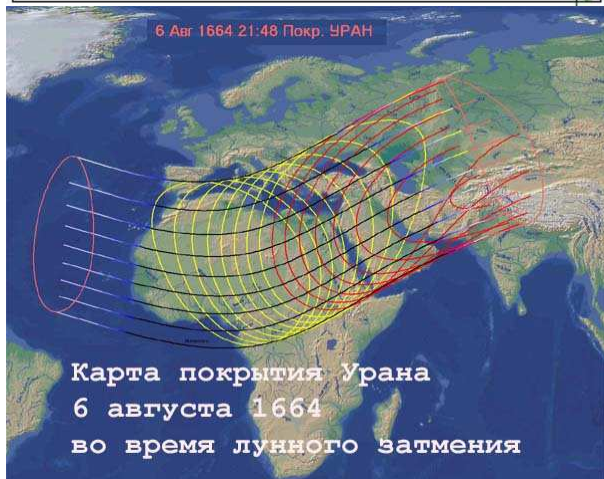 6 Авг 1664 21:48 Покр. УРАН
Карта покрытия Урана
6 августа 1664
во время лунного затмения